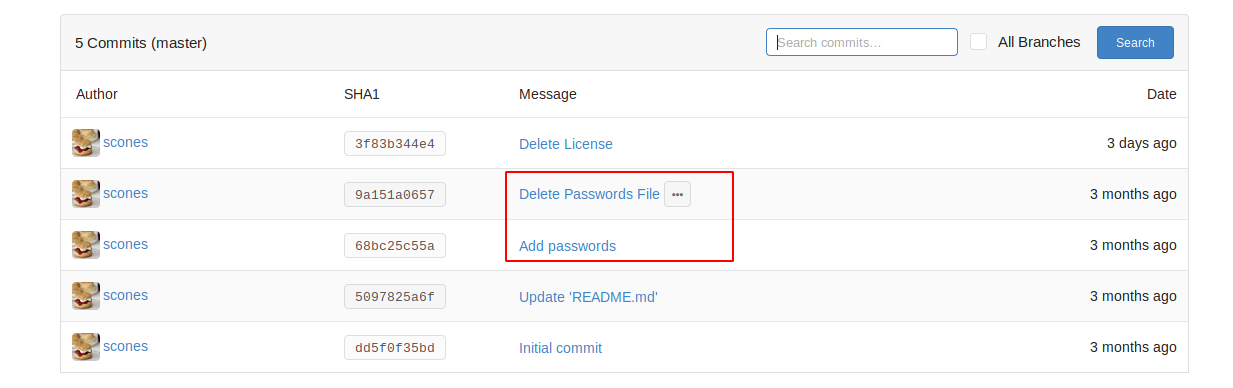 5 Commits (master) Search commits... All Branches Search
Author SHA1 Message Date
scones 3f83b344e4 Delete License 3 days ago
scones 9a151a0657 Delete Passwords File ••• 3 months ago
scones 68bc25c55a Add passwords 3 months ago
scones 5097825a6f Update 'README.md' 3 months ago
scones dd5f0f35bd Initial commit 3 months ago